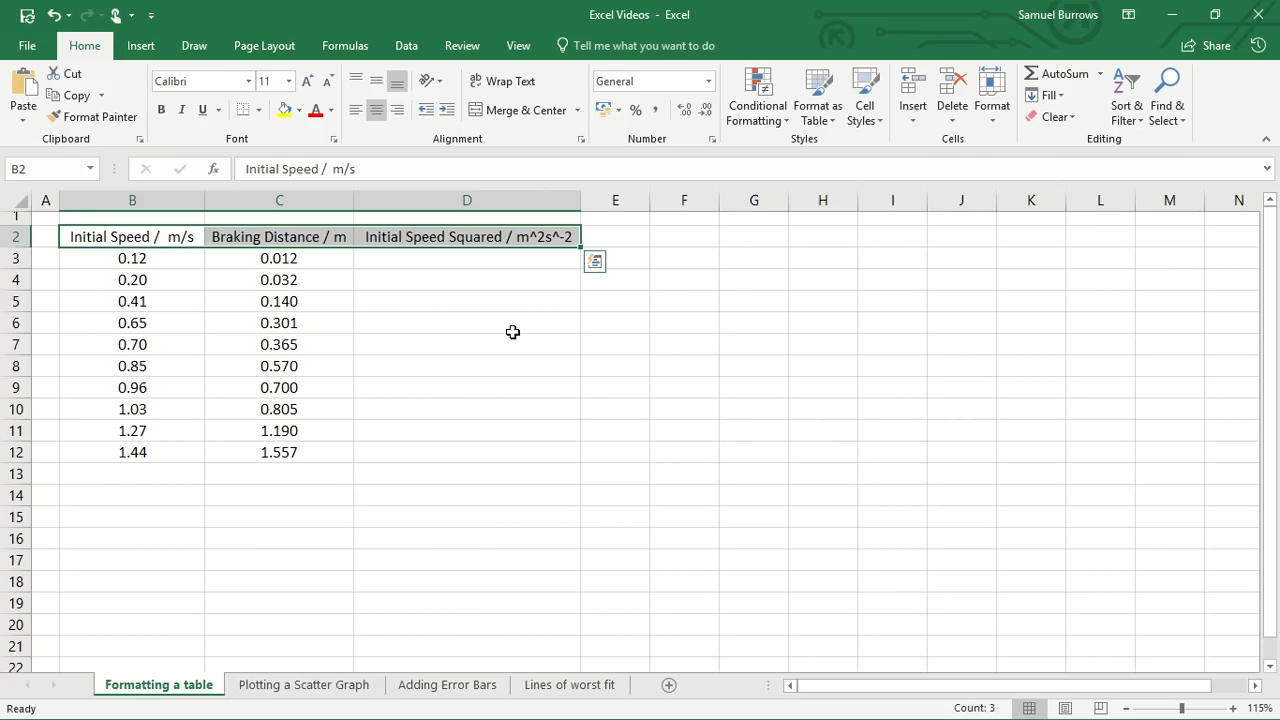 Excel Videos - Excel
Samuel Burrows
File Home Insert Draw Page Layout Formulas Data Review View Tell me what you want to do Share
Paste
Cut
Copy
Format Painter
Clipboard
Calibri 11
B I U
Font
Wrap Text
Merge & Center
Alignment
General
%
Number
Conditional Formatting
Format as Table
Cell Styles
Styles
Insert
Delete
Format
Cells
AutoSum
Fill
Clear
Sort & Filter
Find & Select
Editing
B2 fx Initial Speed / m/s
A B C D E F G H I J K L M N
1
2 Initial Speed / m/s Braking Distance / m Initial Speed Squared / m^2s^-2
3 0.12 0.012
4 0.20 0.032
5 0.41 0.140
6 0.65 0.301
7 0.70 0.365
8 0.85 0.570
9 0.96 0.700
10 1.03 0.805
11 1.27 1.190
12 1.44 1.557
13
14
15
16
17
18
19
20
21
22
Formatting a table Plotting a Scatter Graph Adding Error Bars Lines of worst fit
Ready Count: 3 115%